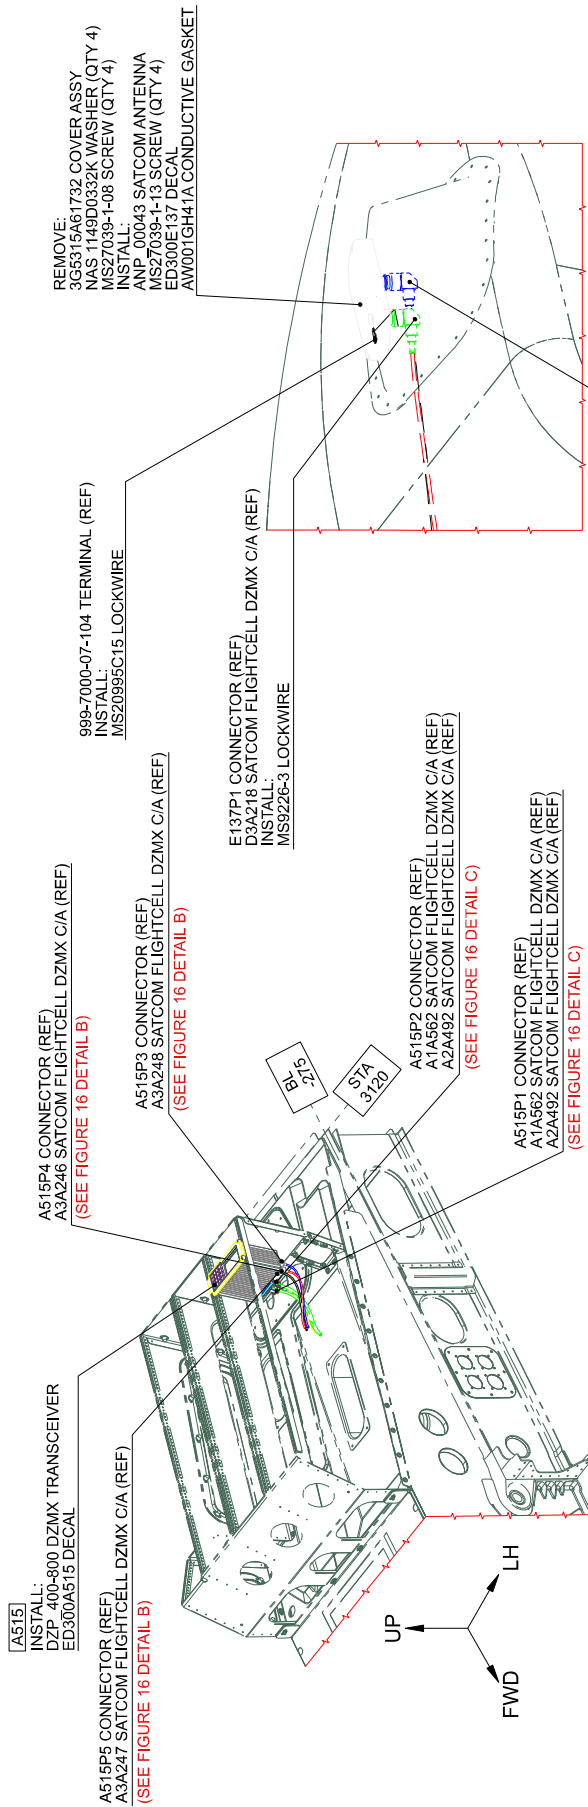 A515
INSTALL:
DZP_400-800 DZMX TRANSCEIVER
ED300A515 DECAL
A515P5 CONNECTOR (REF)
A3A247 SATCOM FLIGHTCELL DZMX C/A (REF)
(SEE FIGURE 16 DETAIL B)
A515P4 CONNECTOR (REF)
A3A246 SATCOM FLIGHTCELL DZMX C/A (REF)
(SEE FIGURE 16 DETAIL B)
A515P3 CONNECTOR (REF)
A3A248 SATCOM FLIGHTCELL DZMX C/A (REF)
(SEE FIGURE 16 DETAIL B)
BL
-275
STA
3120
A515P2 CONNECTOR (REF)
A1A562 SATCOM FLIGHTCELL DZMX C/A (REF)
A2A492 SATCOM FLIGHTCELL DZMX C/A (REF)
(SEE FIGURE 16 DETAIL C)
A515P1 CONNECTOR (REF)
A1A562 SATCOM FLIGHTCELL DZMX C/A (REF)
A2A492 SATCOM FLIGHTCELL DZMX C/A (REF)
(SEE FIGURE 16 DETAIL C)
UP
FWD
LH
REMOVE:
3G5315A61732 COVER ASSY
NAS 1149D0332K WASHER (QTY 4)
MS27039-1-08 SCREW (QTY 4)
INSTALL:
ANP_00043 SATCOM ANTENNA
MS27039-1-13 SCREW (QTY 4)
ED300E137 DECAL
AW001GH41A CONDUCTIVE GASKET
999-7000-07-104 TERMINAL (REF)
INSTALL:
MS20995C15 LOCKWIRE
E137P1 CONNECTOR (REF)
D3A218 SATCOM FLIGHTCELL DZMX C/A (REF)
INSTALL:
MS9226-3 LOCKWIRE